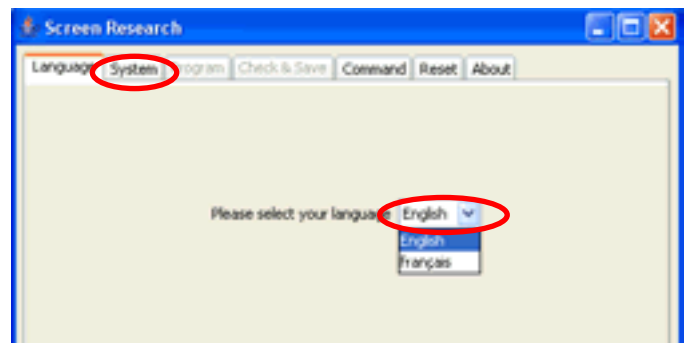 Screen Research
Language System Program Check & Save Command Reset About
Please select your language English
English
Français